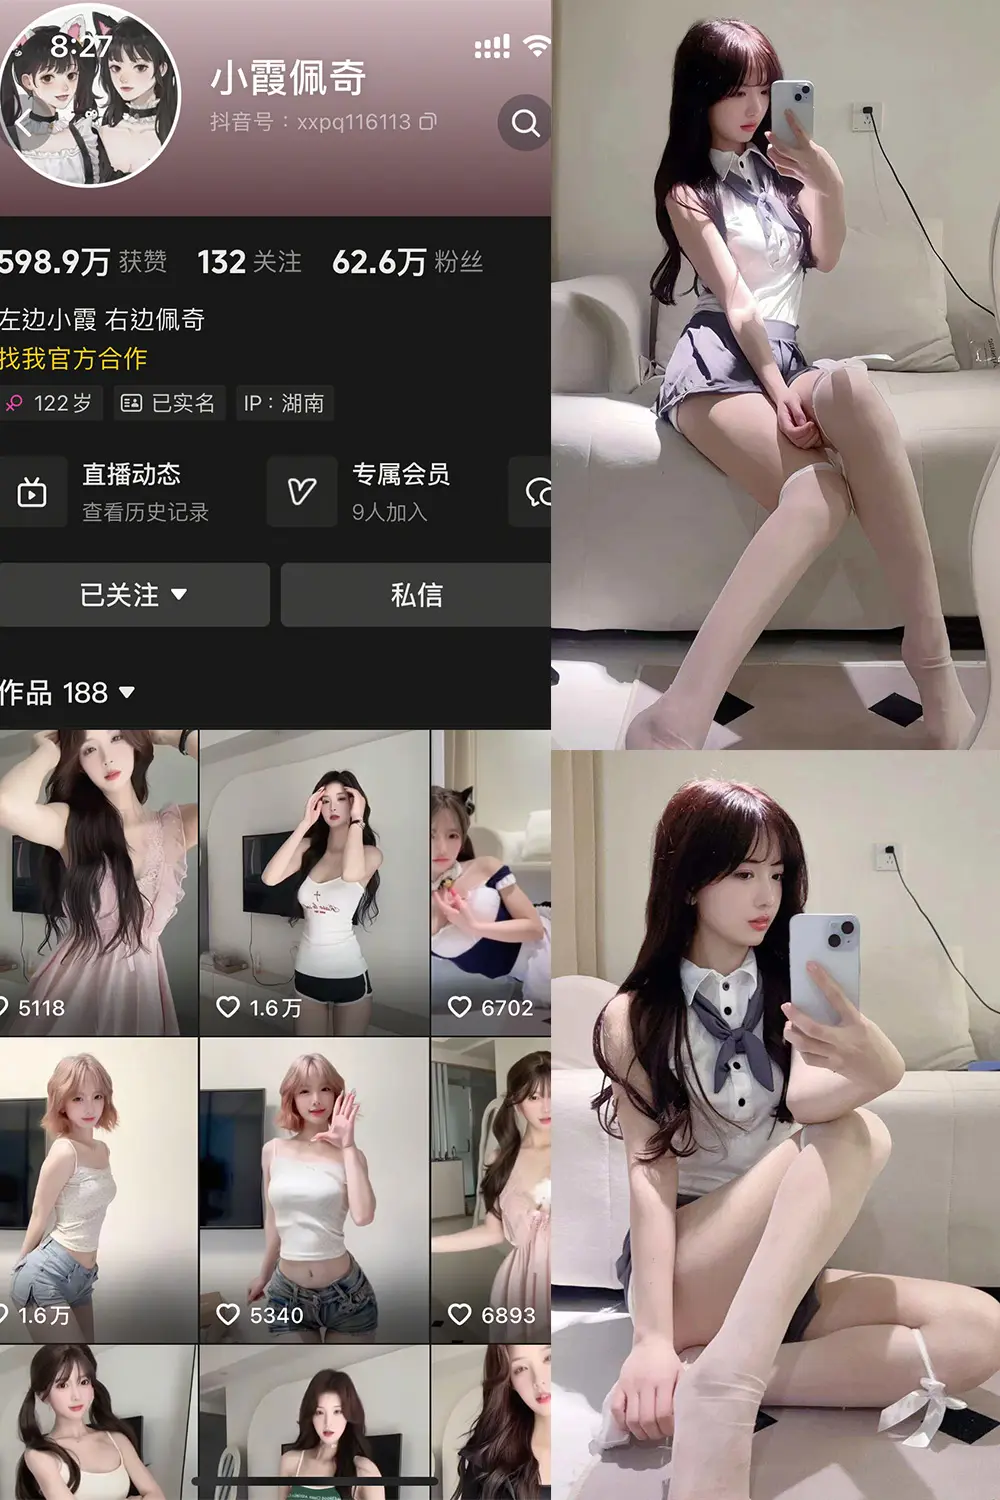 8:27
小霞佩奇
抖音号：xxpq116113
598.9万 获赞 132 关注 62.6万 粉丝
左边小霞 右边佩奇
找我官方合作
122岁 已实名 IP：湖南
直播动态 专属会员
查看历史记录 9人加入
已关注 私信
作品 188
5118 1.6万 6702
1.6万 5340 6893